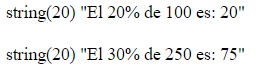 string(20) "El 20% de 100 es: 20"
string(20) "El 30% de 250 es: 75"